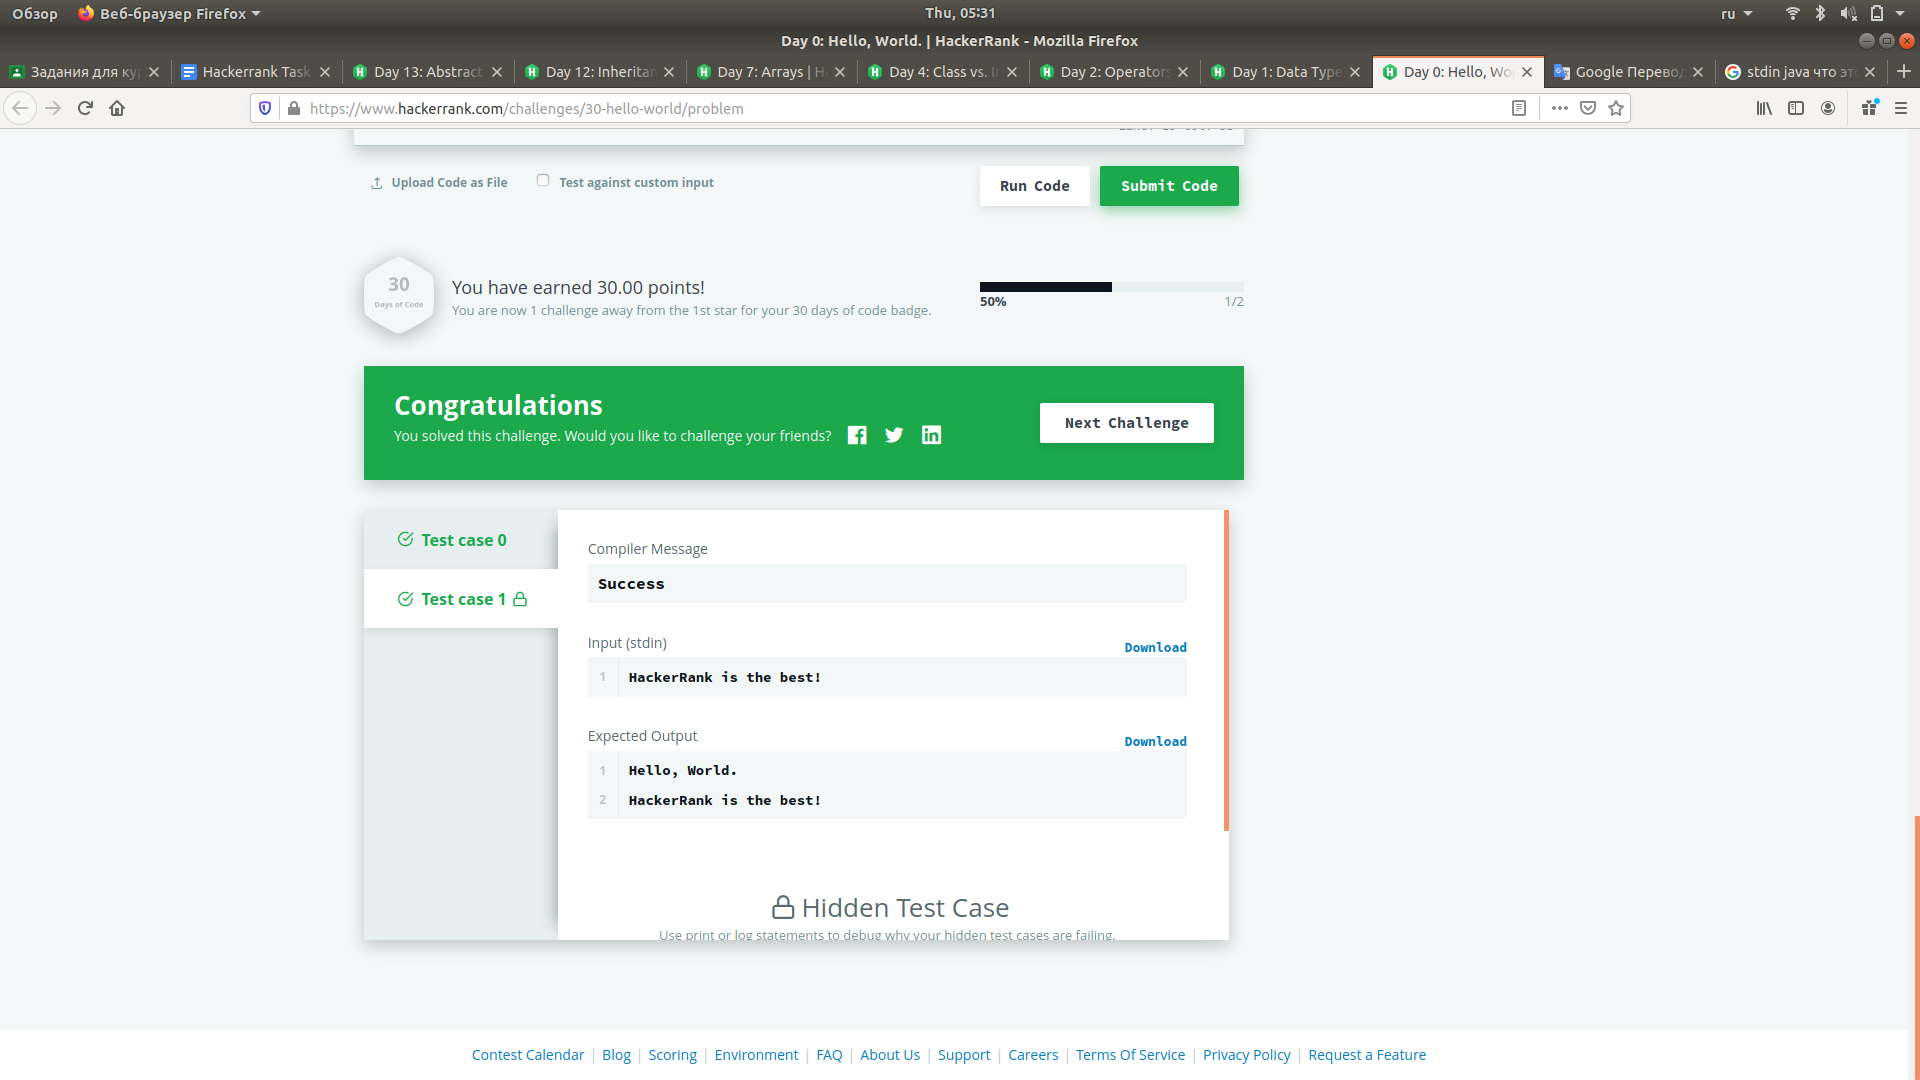 Обзор Веб-браузер Firefox Thu, 05:31 ru
Day 0: Hello, World. | HackerRank - Mozilla Firefox
Задания для ку Hackerrank Task Day 13: Abstract Day 12: Inheritan Day 7: Arrays | H Day 4: Class vs. I Day 2: Operators Day 1: Data Type Day 0: Hello, Wo Google Перевод stdin java что эт
https://www.hackerrank.com/challenges/30-hello-world/problem
Upload Code as File Test against custom input Run Code Submit Code
30
Days of Code
You have earned 30.00 points!
You are now 1 challenge away from the 1st star for your 30 days of code badge.
50% 1/2
Congratulations
You solved this challenge. Would you like to challenge your friends?
Next Challenge
Test case 0
Test case 1
Compiler Message
Success
Input (stdin) Download
1 HackerRank is the best!
Expected Output Download
1 Hello, World.
2 HackerRank is the best!
Hidden Test Case
Use print or log statements to debug why your hidden test cases are failing.
Contest Calendar | Blog | Scoring | Environment | FAQ | About Us | Support | Careers | Terms Of Service | Privacy Policy | Request a Feature